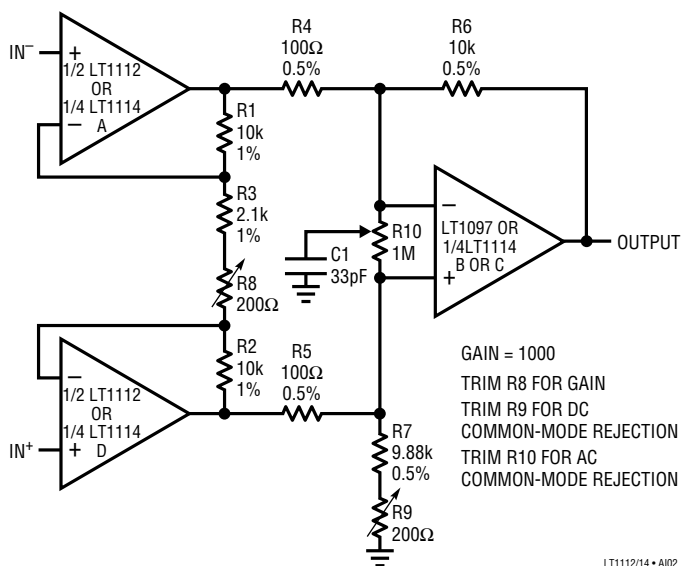 IN–
+
1/2 LT1112
OR
1/4 LT1114
–
A
R4
100Ω
0.5%
R6
10k
0.5%
R1
10k
1%
R3
2.1k
1%
R8
200Ω
R10
1M
C1
33pF
–
LT1097 OR
1/4LT1114
B OR C
+
OUTPUT
R2
10k
1%
R5
100Ω
0.5%
–
1/2 LT1112
OR
1/4 LT1114
D
IN+
+
R7
9.88k
0.5%
R9
200Ω
GAIN = 1000
TRIM R8 FOR GAIN
TRIM R9 FOR DC
COMMON-MODE REJECTION
TRIM R10 FOR AC
COMMON-MODE REJECTION
LT1112/14 • AI02